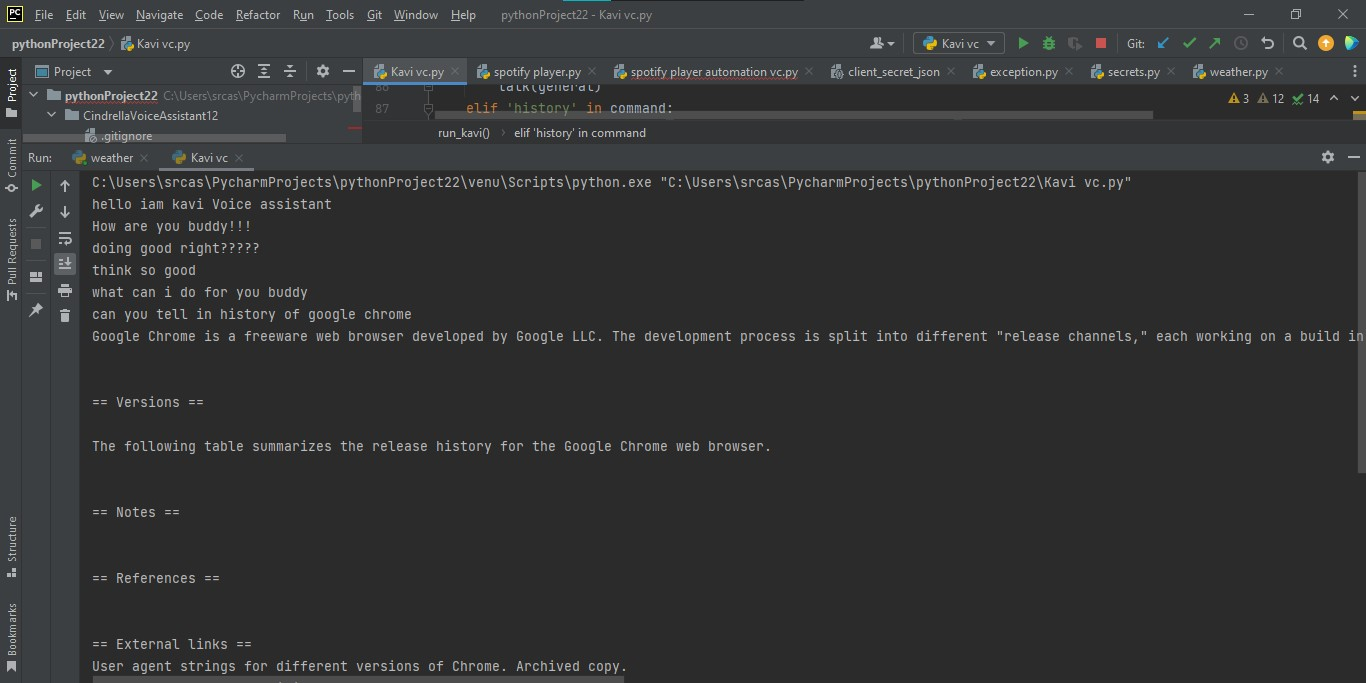 PC File Edit View Navigate Code Refactor Run Tools Git Window Help pythonProject22 - Kavi vc.py
pythonProject22 Kavi vc.py Kavi vc Git:
Project Project Kavi vc.py spotify player.py spotify player automation vc.py client_secret_json exception.py secrets.py weather.py
pythonProject22 C:\Users\srcas\PycharmProjects\pyth
88 talk(general)
3 12 14
87 elif 'history' in command:
CindrellaVoiceAssistant12
.gitignore
run_kavi() elif 'history' in command
Commit
Run: weather Kavi vc
C:\Users\srcas\PycharmProjects\pythonProject22\venu\Scripts\python.exe "C:\Users\srcas\PycharmProjects\pythonProject22\Kavi vc.py"
hello iam kavi Voice assistant
How are you buddy!!!
doing good right?????
Pull Requests
think so good
what can i do for you buddy
can you tell in history of google chrome
Google Chrome is a freeware web browser developed by Google LLC. The development process is split into different "release channels," each working on a build in
== Versions ==
The following table summarizes the release history for the Google Chrome web browser.
== Notes ==
Structure
== References ==
Bookmarks
== External links ==
User agent strings for different versions of Chrome. Archived copy.